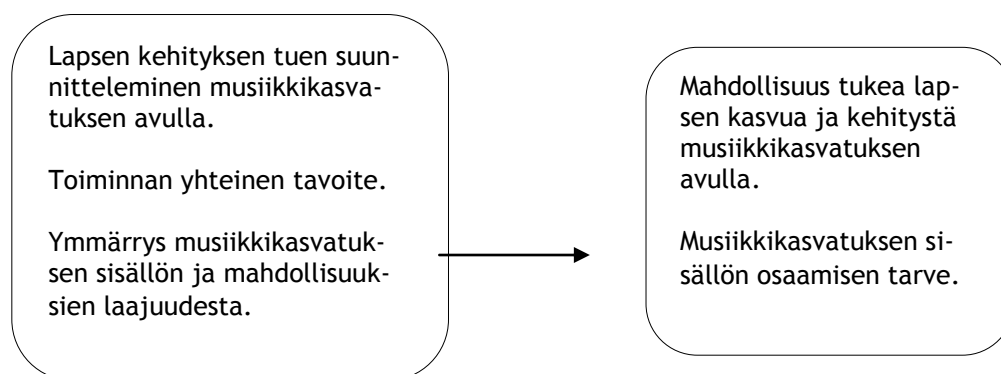 Lapsen kehityksen tuen suun-
nitteleminen musiikkikasva-
tuksen avulla.
Toiminnan yhteinen tavoite.
Ymmärrys musiikkikasvatuk-
sen sisällön ja mahdollisuuk-
sien laajuudesta.
Mahdollisuus tukea lap-
sen kasvua ja kehitystä
musiikkikasvatuksen
avulla.
Musiikkikasvatuksen si-
sällön osaamisen tarve.